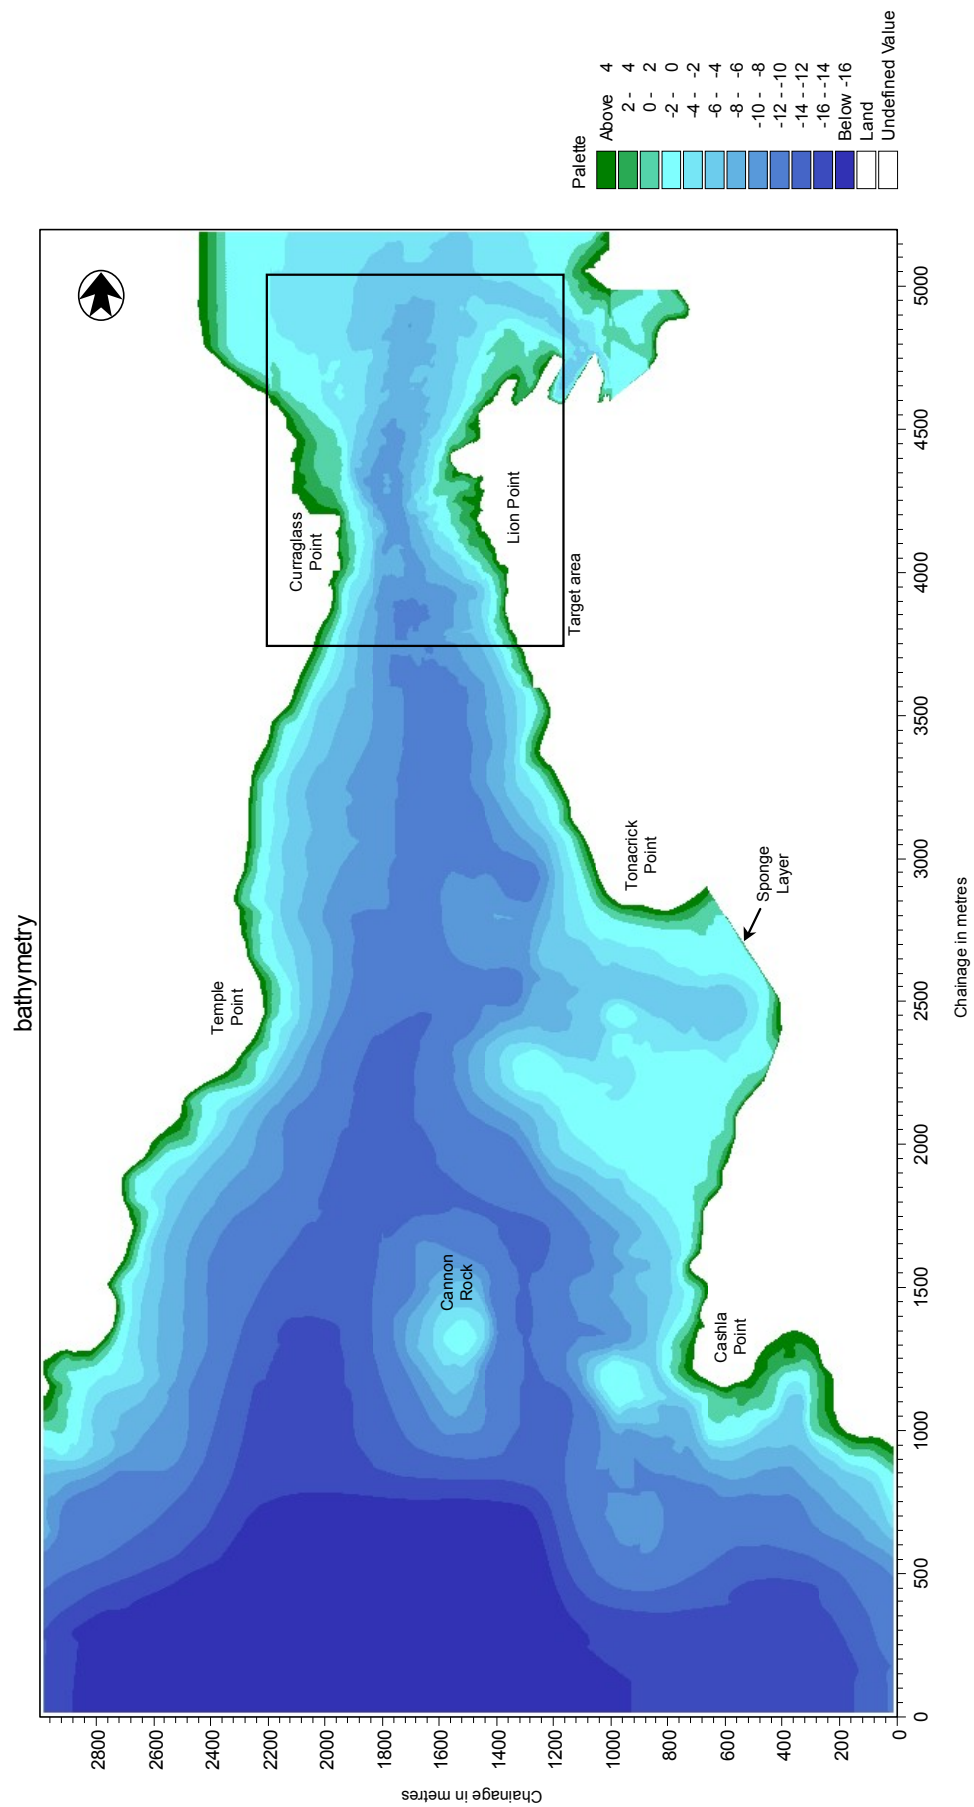 bathymetry
Temple
Point
Curraglass
Point
Lion Point
Target area
Tonacrick
Point
Sponge
Layer
Cannon
Rock
Cashla
Point
Palette
Above 4
2 - 4
0 - 2
-2 - 0
-4 - -2
-6 - -4
-8 - -6
-10 - -8
-12 - -10
-14 - -12
-16 - -14
Below -16
Land
Undefined Value
Chainage in metres
2800
2600
2400
2200
2000
1800
1600
1400
1200
1000
800
600
400
200
0
0
500
1000
1500
2000
2500
3000
3500
4000
4500
5000
Chainage in metres